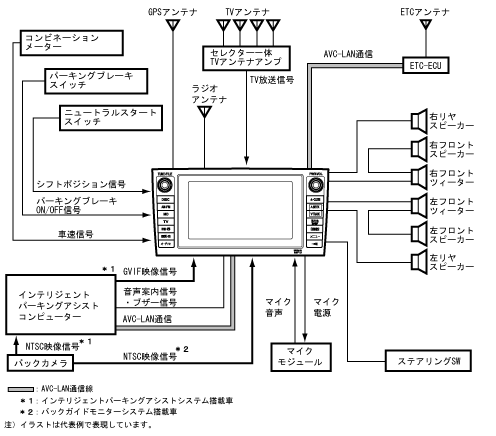 GPSアンテナ
TVアンテナ
ETCアンテナ
コンビネーション
メーター
セレクター一体
TVアンテナアンプ
AVC-LAN通信
ETC-ECU
パーキングブレーキ
スイッチ
TV放送信号
ラジオ
アンテナ
ニュートラルスタート
スイッチ
右リヤ
スピーカー
右フロント
スピーカー
右フロント
ツィーター
シフトポジション信号
パーキングブレーキ
ON/OFF信号
左フロント
ツィーター
車速信号
左フロント
スピーカー
左リヤ
スピーカー
*1
GVIF映像信号
インテリジェント
パーキングアシスト
コンピューター
音声案内信号
・ブザー信号
AVC-LAN通信
マイク
音声
マイク
電源
NTSC映像信号*1
NTSC映像信号*2
バックカメラ
マイク
モジュール
ステアリングSW
：AVC-LAN通信線
*1：インテリジェントパーキングアシストシステム搭載車
*2：バックガイドモニターシステム搭載車
注）イラストは代表例で表現しています。